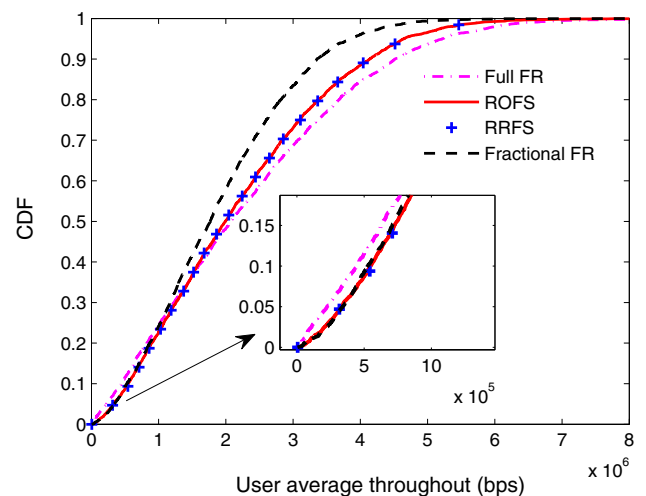 1
0.9
0.8
0.7
0.6
0.5
0.4
0.3
0.2
0.1
0
CDF
Full FR
ROFS
RRFS
Fractional FR
0.15
0.1
0.05
0
0 5 10
x 10^5
0 1 2 3 4 5 6 7 8
x 10^6
User average throughout (bps)